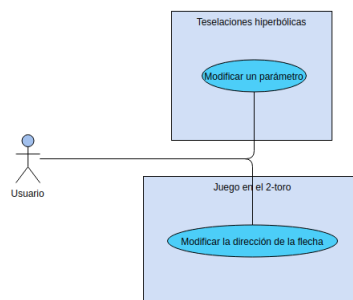 Teselaciones hiperbólicas
Modificar un parámetro
Usuario
Juego en el 2-toro
Modificar la dirección de la flecha